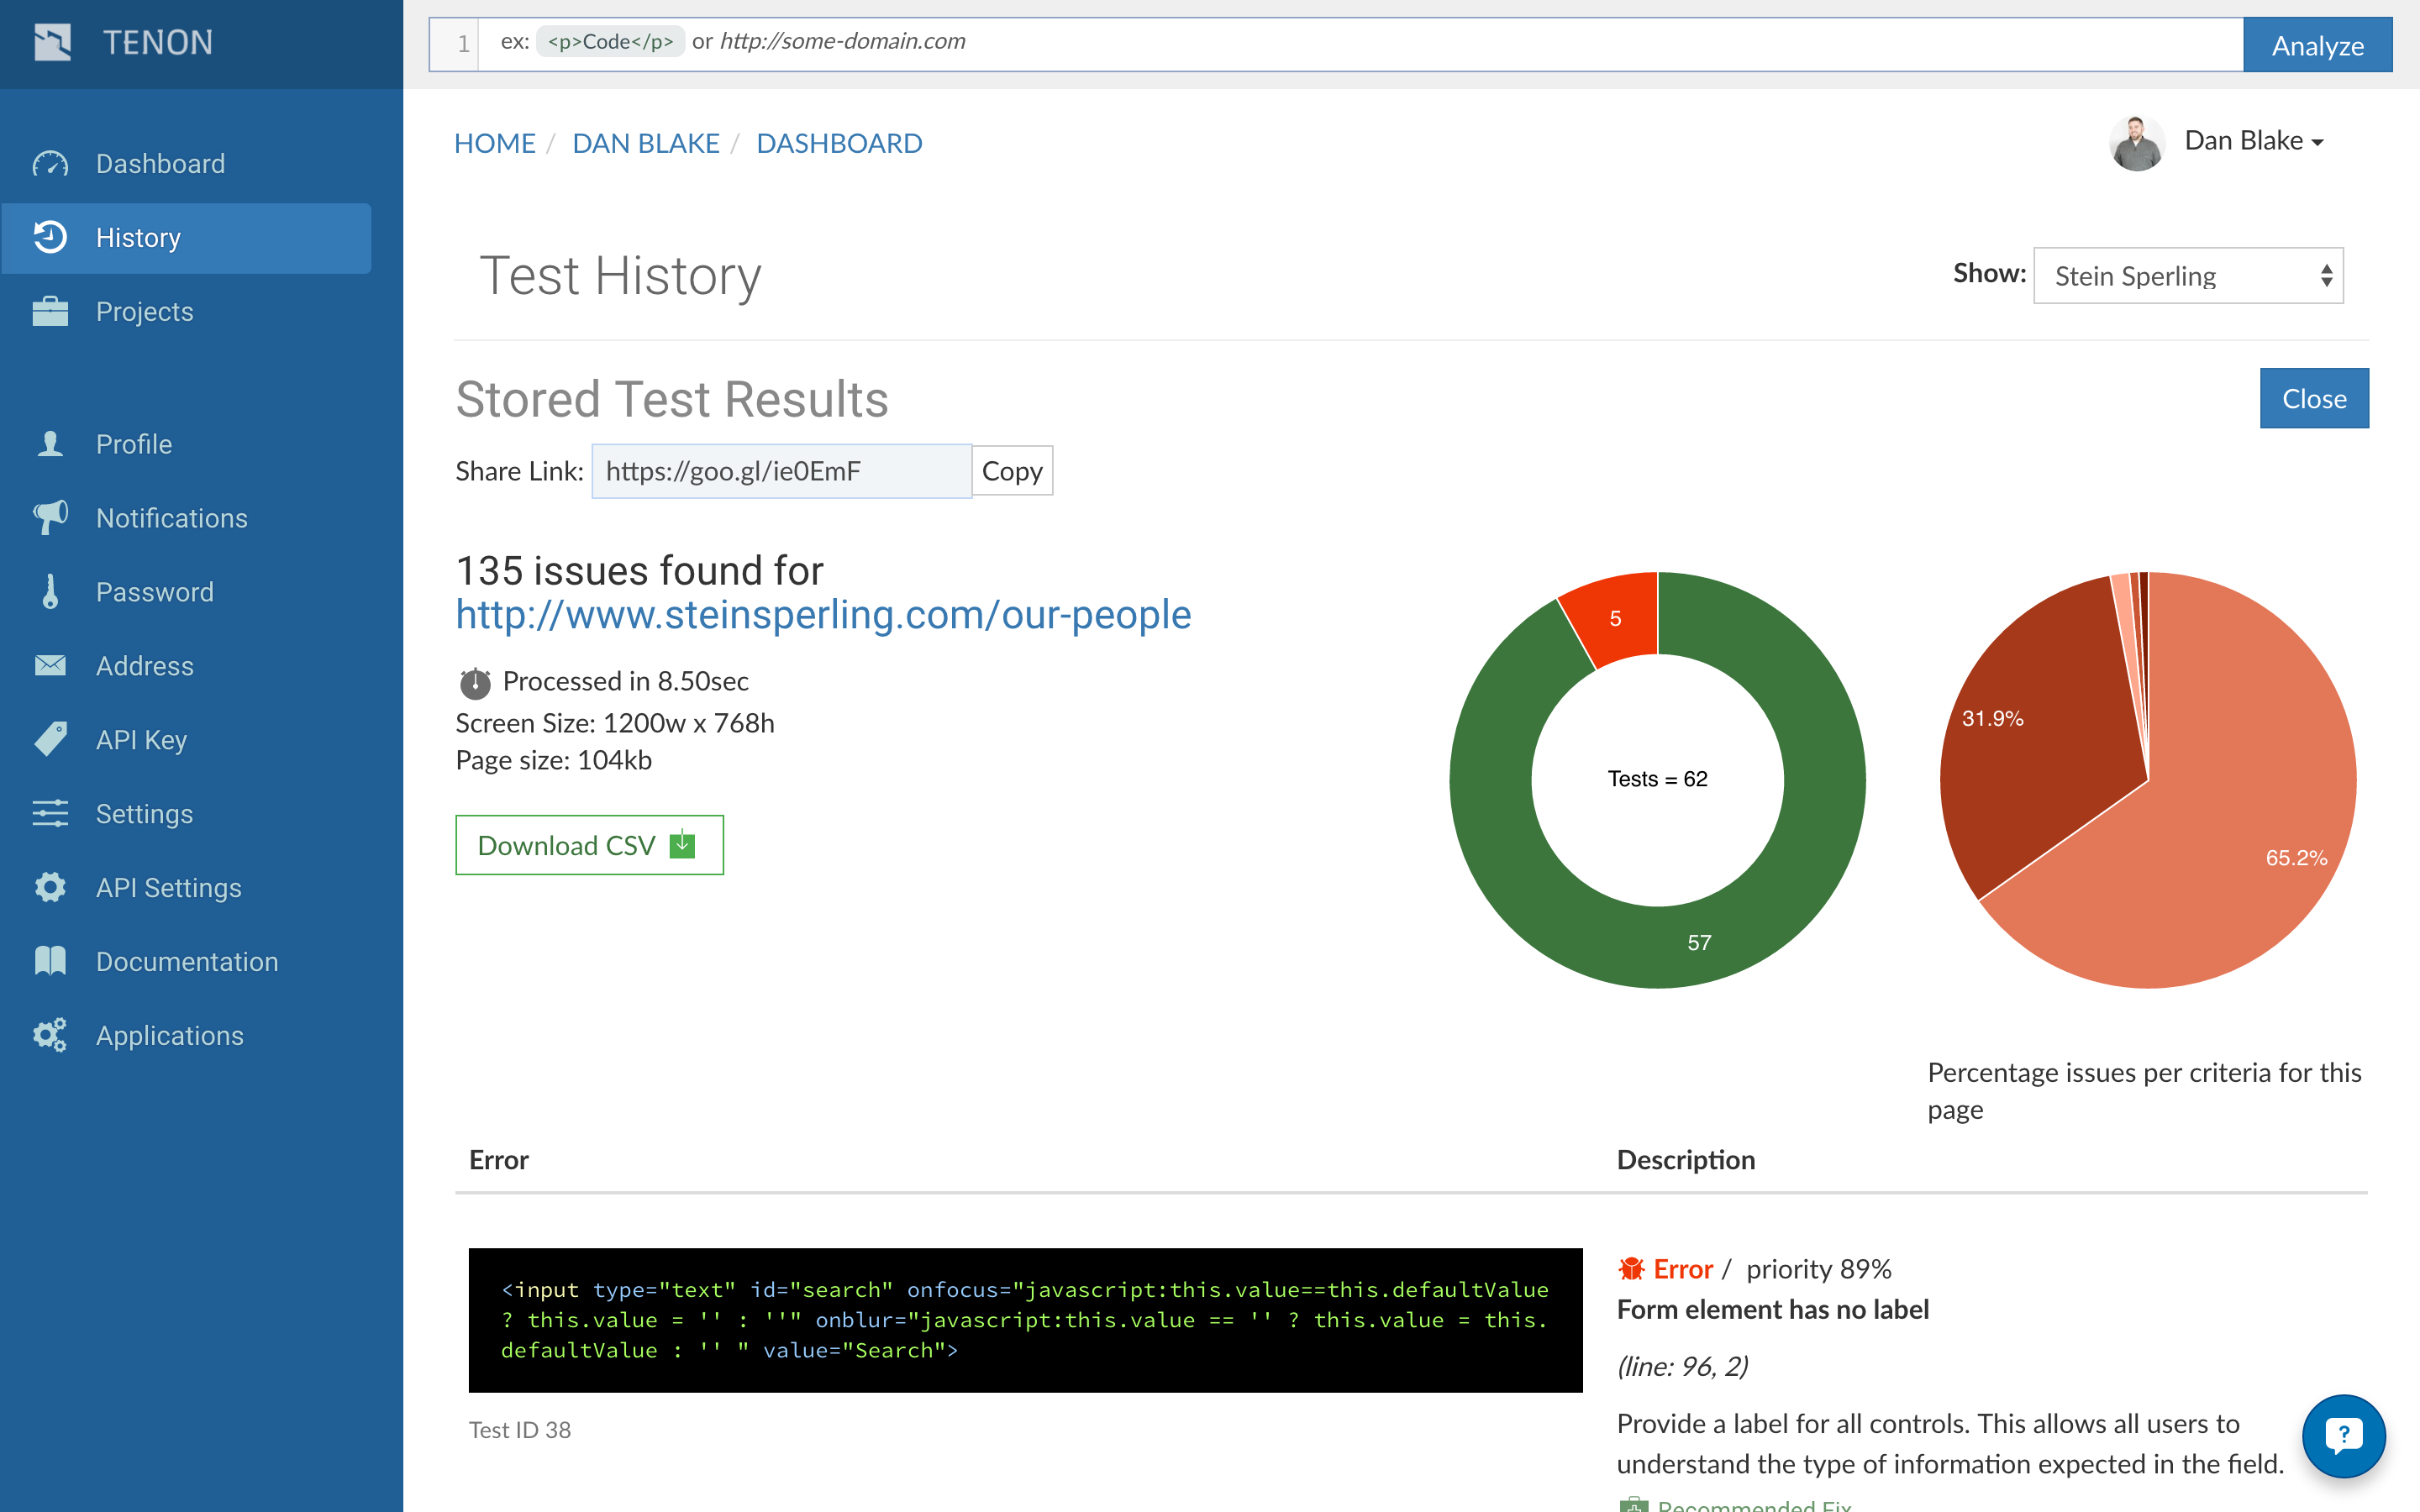 TENON
1 ex: <p>Code</p> or http://some-domain.com
Analyze
Dashboard
History
Projects
Profile
Notifications
Password
Address
API Key
Settings
API Settings
Documentation
Applications
HOME / DAN BLAKE / DASHBOARD
Dan Blake
Test History
Show: Stein Sperling
Stored Test Results
Close
Share Link: https://goo.gl/ie0EmF Copy
135 issues found for
http://www.steinsperling.com/our-people
Processed in 8.50sec
Screen Size: 1200w x 768h
Page size: 104kb
Download CSV
5
Tests = 62
57
31.9%
65.2%
Percentage issues per criteria for this
page
Error
Description
<input type="text" id="search" onfocus="javascript:this.value==this.defaultValue
? this.value = '' : ''" onblur="javascript:this.value == '' ? this.value = this.
defaultValue : '' " value="Search">
Test ID 38
Error / priority 89%
Form element has no label
(line: 96, 2)
Provide a label for all controls. This allows all users to
understand the type of information expected in the field.
Recommended Fix